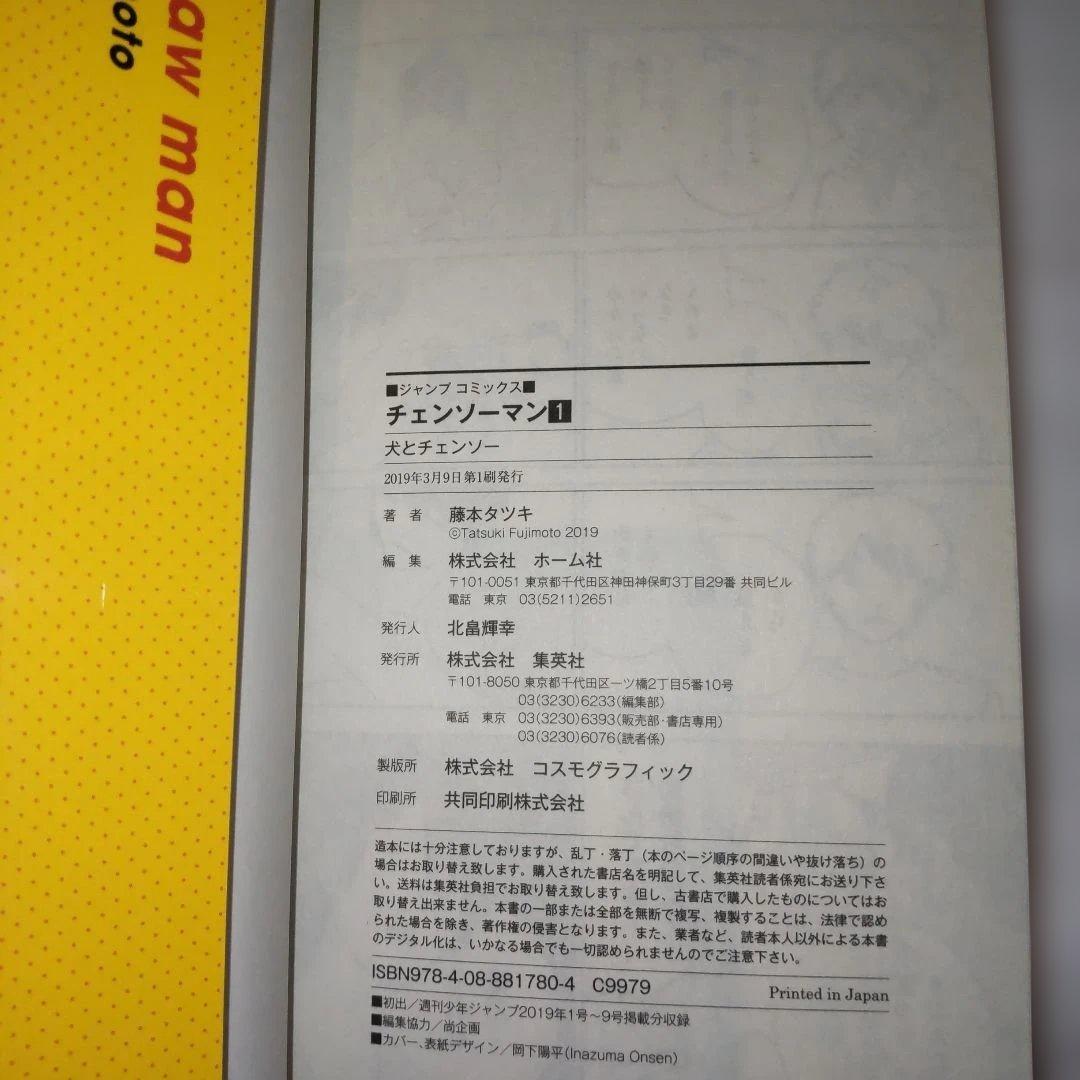 aw man
oto
■ジャンプ コミックス■
チェンソーマン1
犬とチェンソー
2019年3月9日第1刷発行
著 者 藤本タツキ
©Tatsuki Fujimoto 2019
編 集 株式会社 ホーム社
〒101-0051 東京都千代田区神田神保町3丁目29番 共同ビル
電話 東京 03(5211)2651
発行人 北畠輝幸
発行所 株式会社 集英社
〒101-8050 東京都千代田区一ツ橋2丁目5番10号
03(3230)6233(編集部)
電話 東京 03(3230)6393(販売部・書店専用)
03(3230)6076(読者係)
製版所 株式会社 コスモグラフィック
印刷所 共同印刷株式会社
造本には十分注意しておりますが、乱丁・落丁(本のページ順序の間違いや抜け落ち)の
場合はお取り替え致します。購入された書店名を明記して、集英社読者係宛にお送り下さ
い。送料は集英社負担でお取り替え致します。但し、古書店で購入したものについてはお
取り替え出来ません。本書の一部または全部を無断で複写、複製することは、法律で認め
られた場合を除き、著作権の侵害となります。また、業者など、読者本人以外による本書
のデジタル化は、いかなる場合でも一切認められませんのでご注意下さい。
ISBN978-4-08-881780-4 C9979
Printed in Japan
■初出/週刊少年ジャンプ2019年1号〜9号掲載分収録
■編集協力/尚企画
■カバー、表紙デザイン/岡下陽平(Inazuma Onsen)